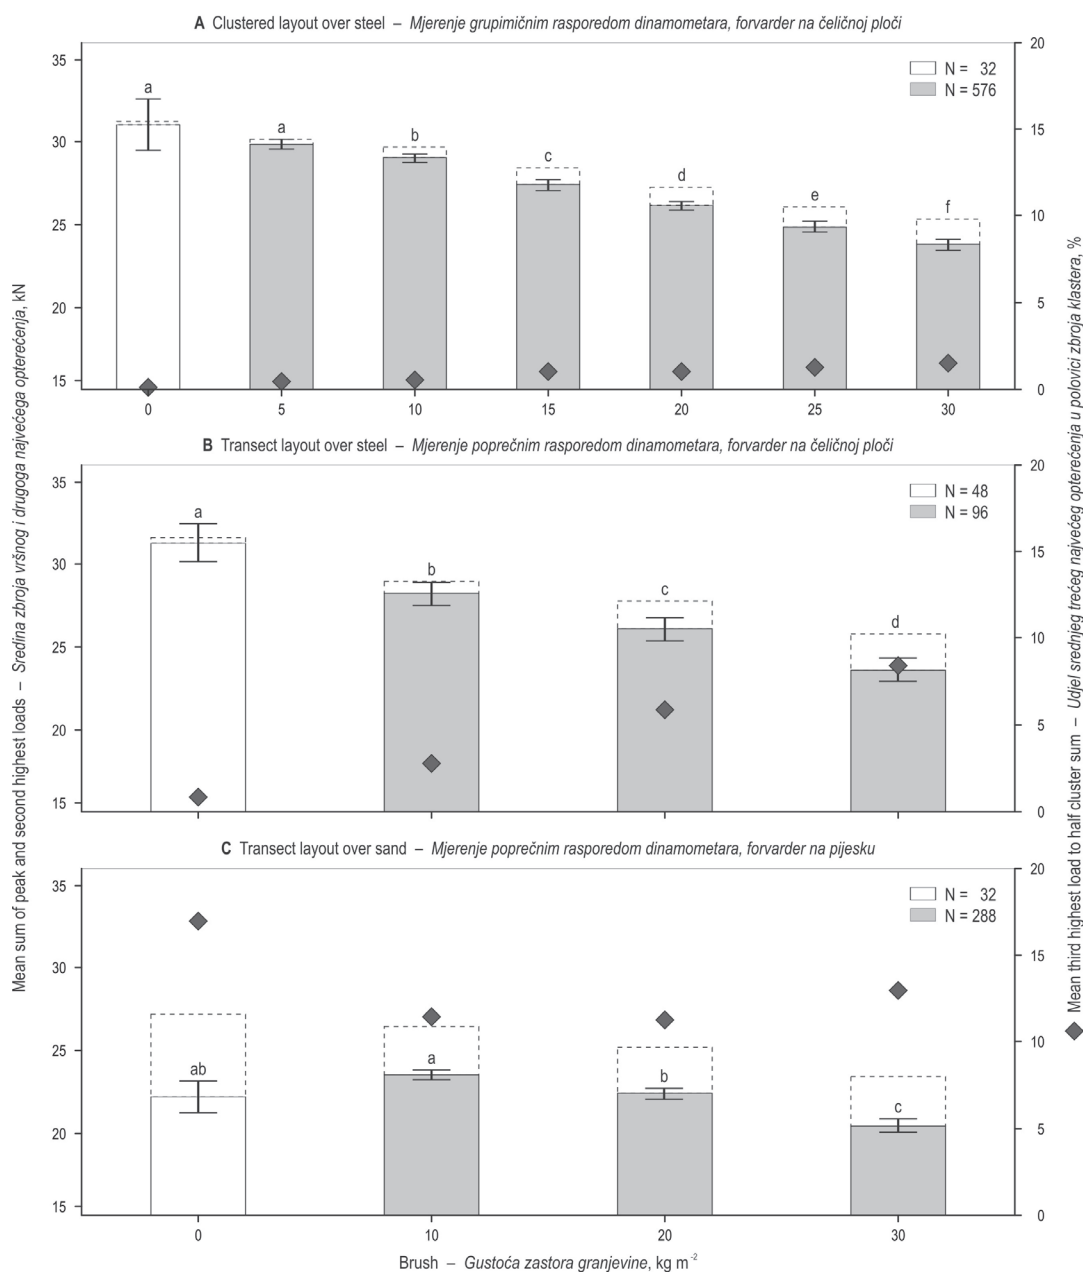 A Clustered layout over steel – Mjerenje grupimičnim rasporedom dinamometara, forvarder na čeličnoj ploči
35
30
25
20
15
20
15
10
5
0
N = 32
N = 576
a
a
b
c
d
e
f
0 5 10 15 20 25 30
B Transect layout over steel – Mjerenje poprečnim rasporedom dinamometara, forvarder na čeličnoj ploči
35
30
25
20
15
20
15
10
5
0
N = 48
N = 96
a
b
c
d
C Transect layout over sand – Mjerenje poprečnim rasporedom dinamometara, forvarder na pijesku
35
30
25
20
15
20
15
10
5
0
N = 32
N = 288
ab
a
b
c
0 10 20 30
Brush – Gustoća zastora granjevine, kg m-2
Mean sum of peak and second highest loads – Sredina zbroja vršnog i drugoga najvećega opterećenja, kN
Mean third highest load to half cluster sum – Udjel srednjeg trećeg najvećeg opterećenja u polovici zbroja klastera, %